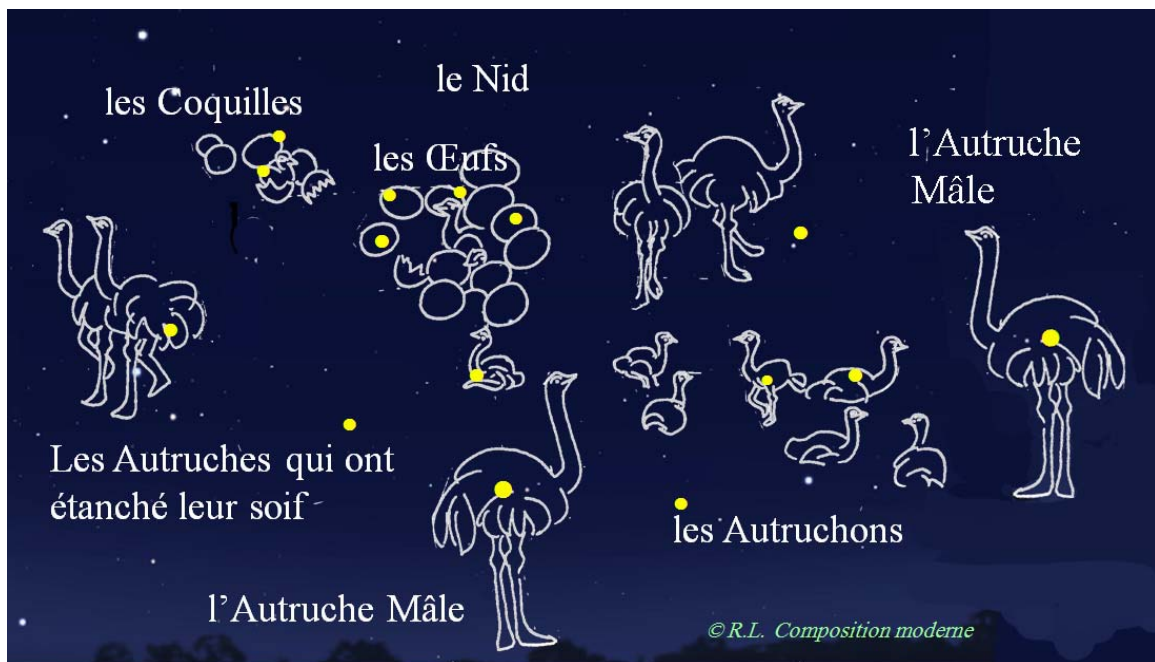 le Nid
les Coquilles
les Œufs
l’Autruche
Mâle
Les Autruches qui ont
étanché leur soif
les Autruchons
l’Autruche Mâle
© R.L. Composition moderne